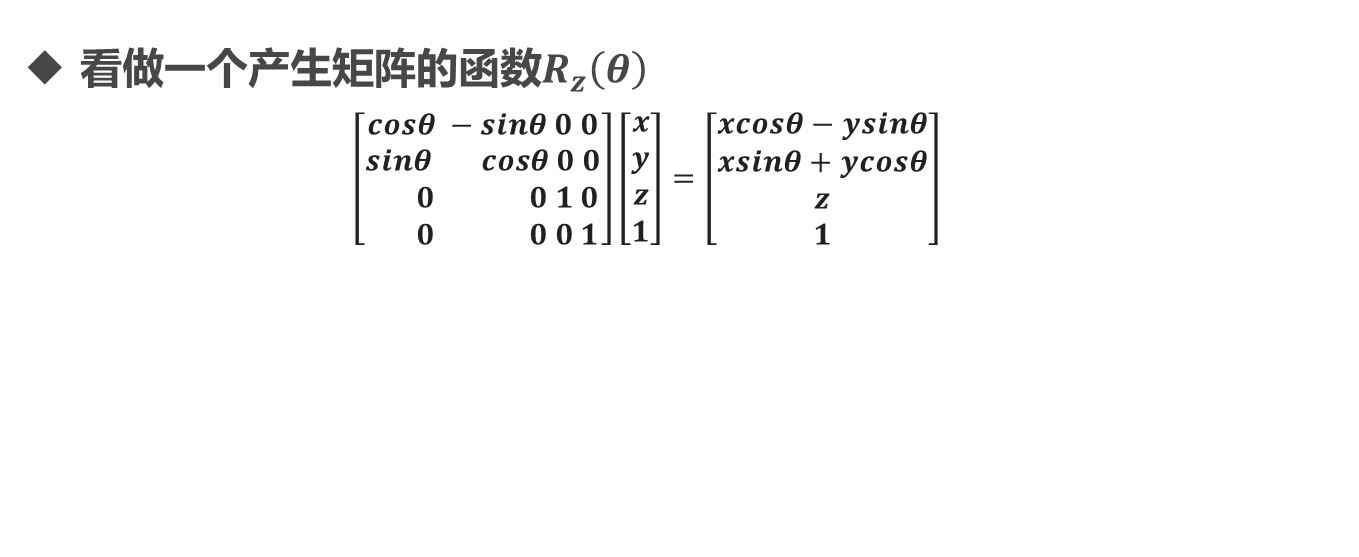 ◆ 看做一个产生矩阵的函数R_z(θ)
[cosθ − sinθ 0 0] [x] [xcosθ − ysinθ]
[sinθ cosθ 0 0] [y] = [xsinθ + ycosθ]
[0 0 1 0] [z] [z]
[0 0 0 1] [1] [1]